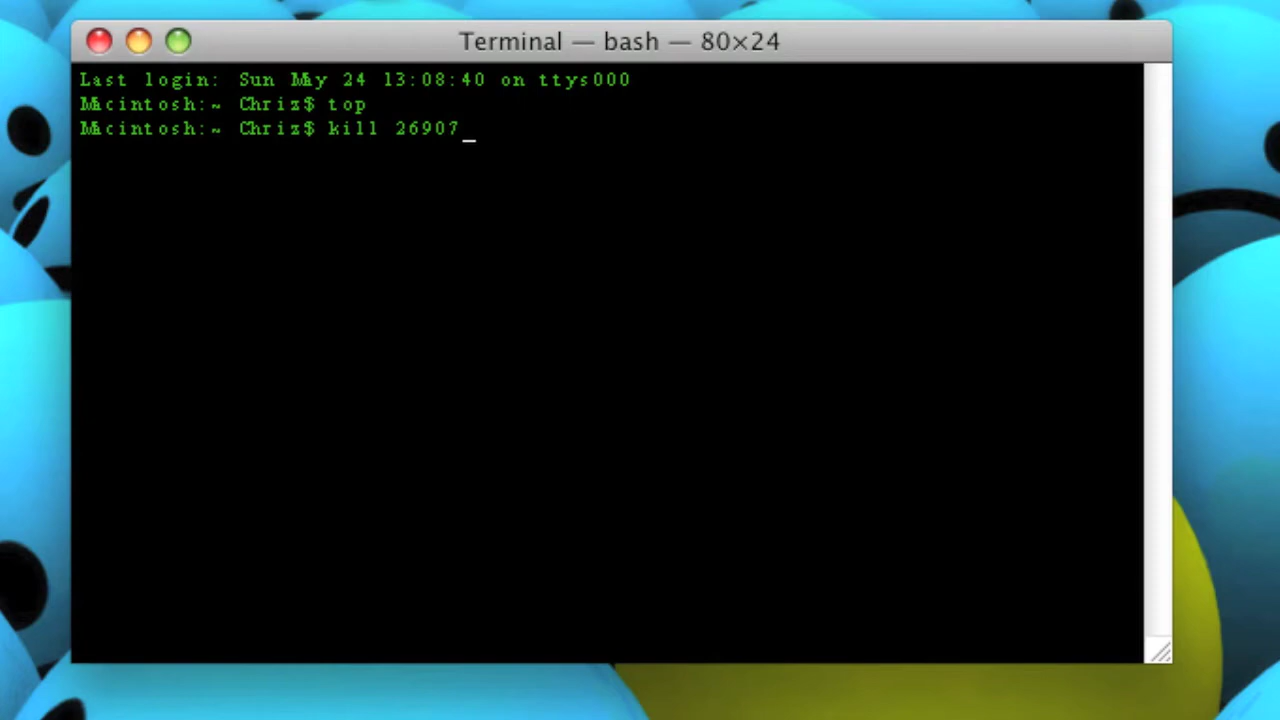 Terminal — bash — 80×24
Last login: Sun May 24 13:08:40 on ttys000
Macintosh:~ Chriz$ top
Macintosh:~ Chriz$ kill 26907